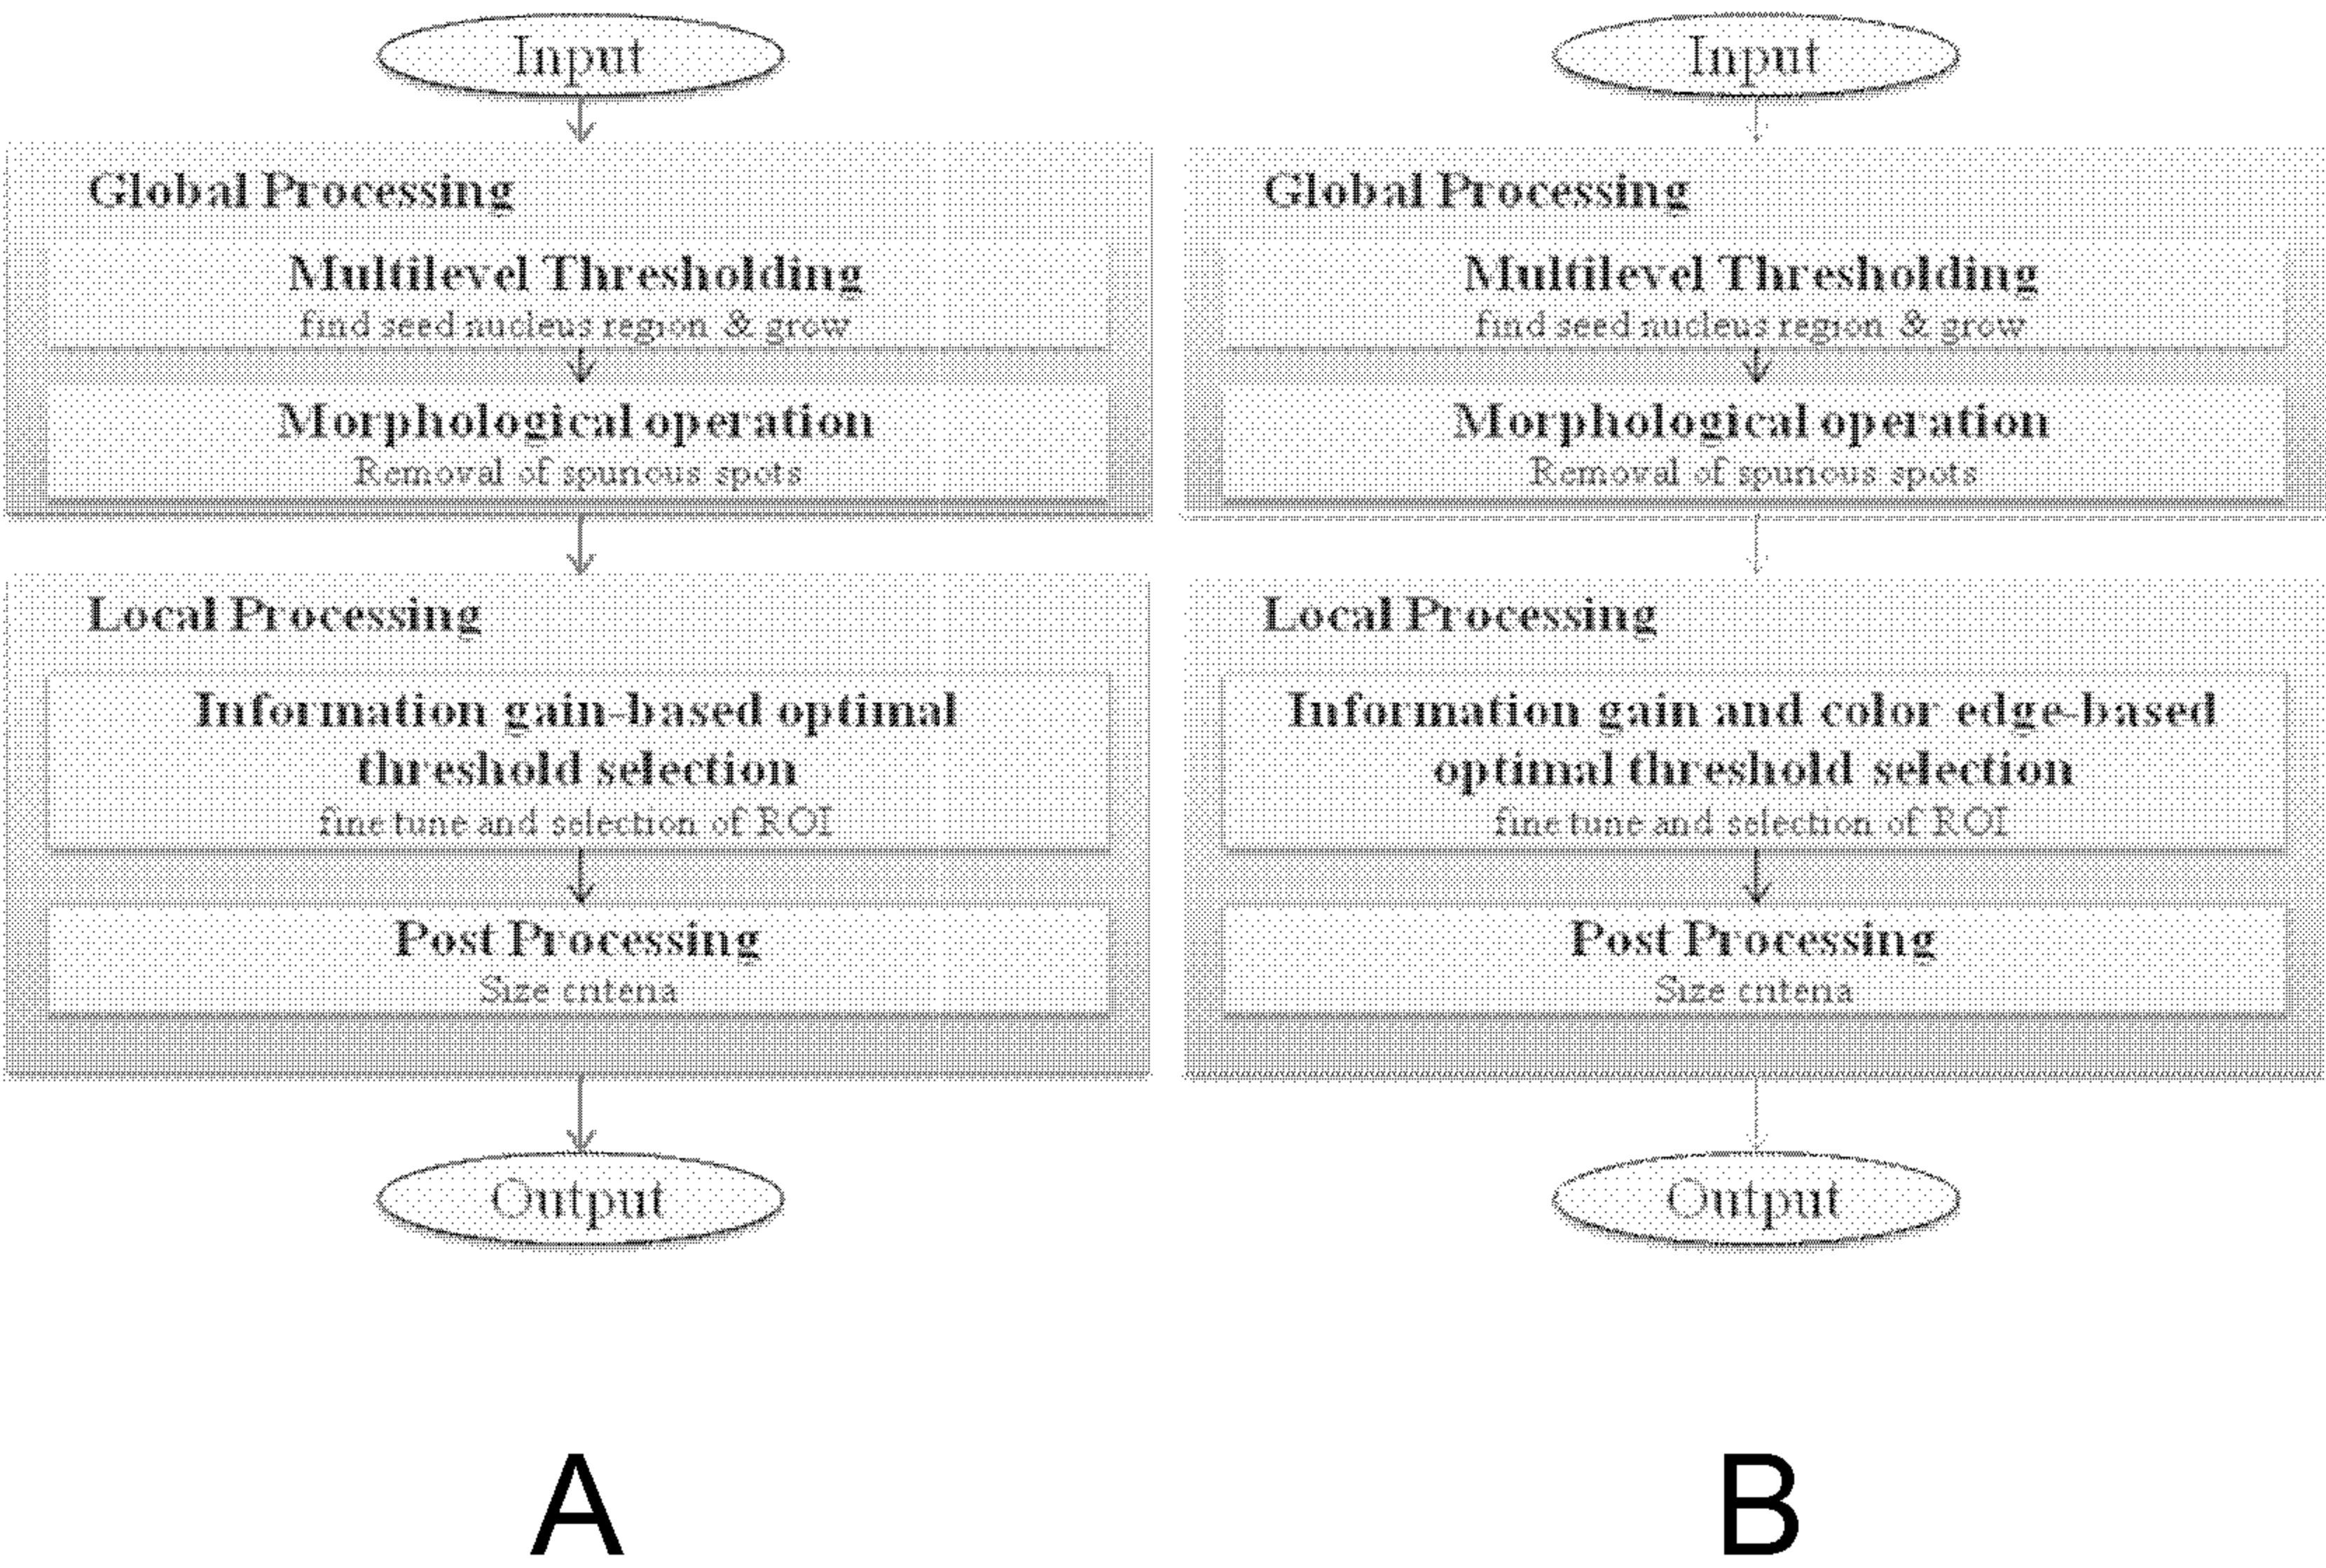 Input
Global Processing
Multilevel Thresholding
find seed nucleus region & grow
Morphological operation
Removal of spurious spots
Local Processing
Information gain-based optimal
threshold selection
fine tune and selection of ROI
Post Processing
Size criteria
Output
A
Input
Global Processing
Multilevel Thresholding
find seed nucleus region & grow
Morphological operation
Removal of spurious spots
Local Processing
Information gain and color edge-based
optimal threshold selection
fine tune and selection of ROI
Post Processing
Size criteria
Output
B